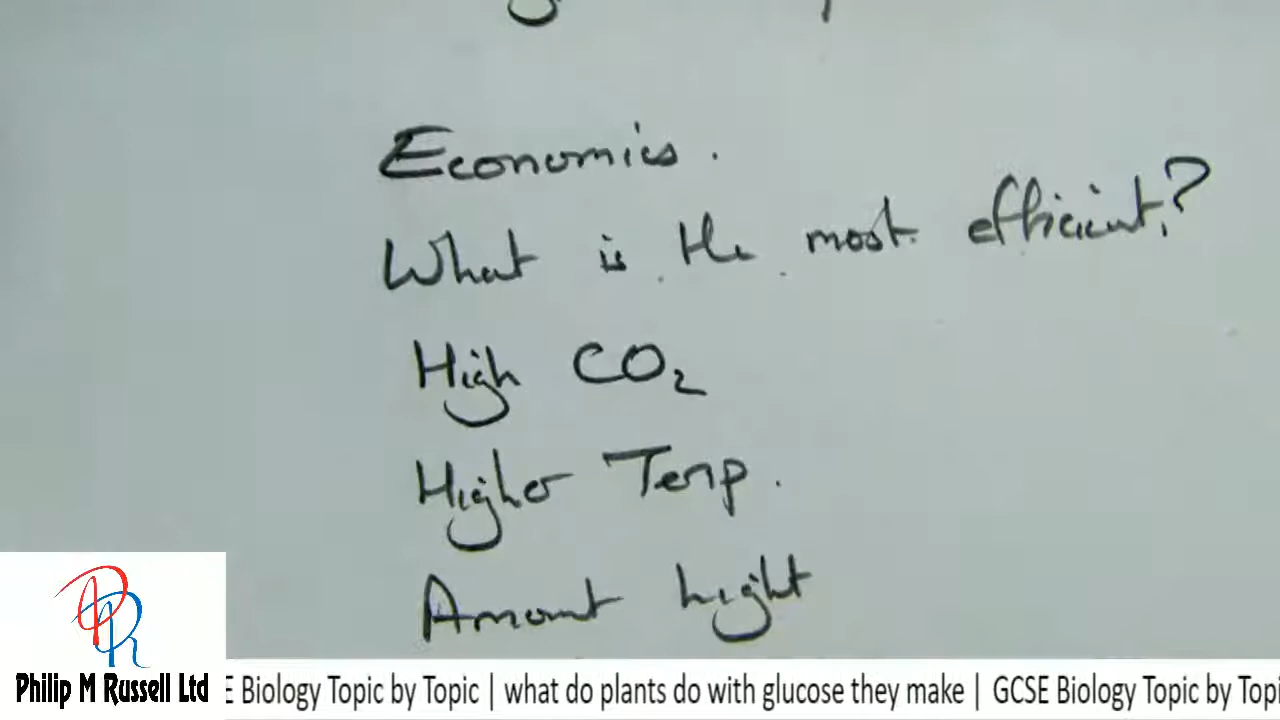 Economics.
What is the most efficient?
High CO₂
Higher Temp.
Amount light
Philip M Russell Ltd
E Biology Topic by Topic | what do plants do with glucose they make | GCSE Biology Topic by Topi